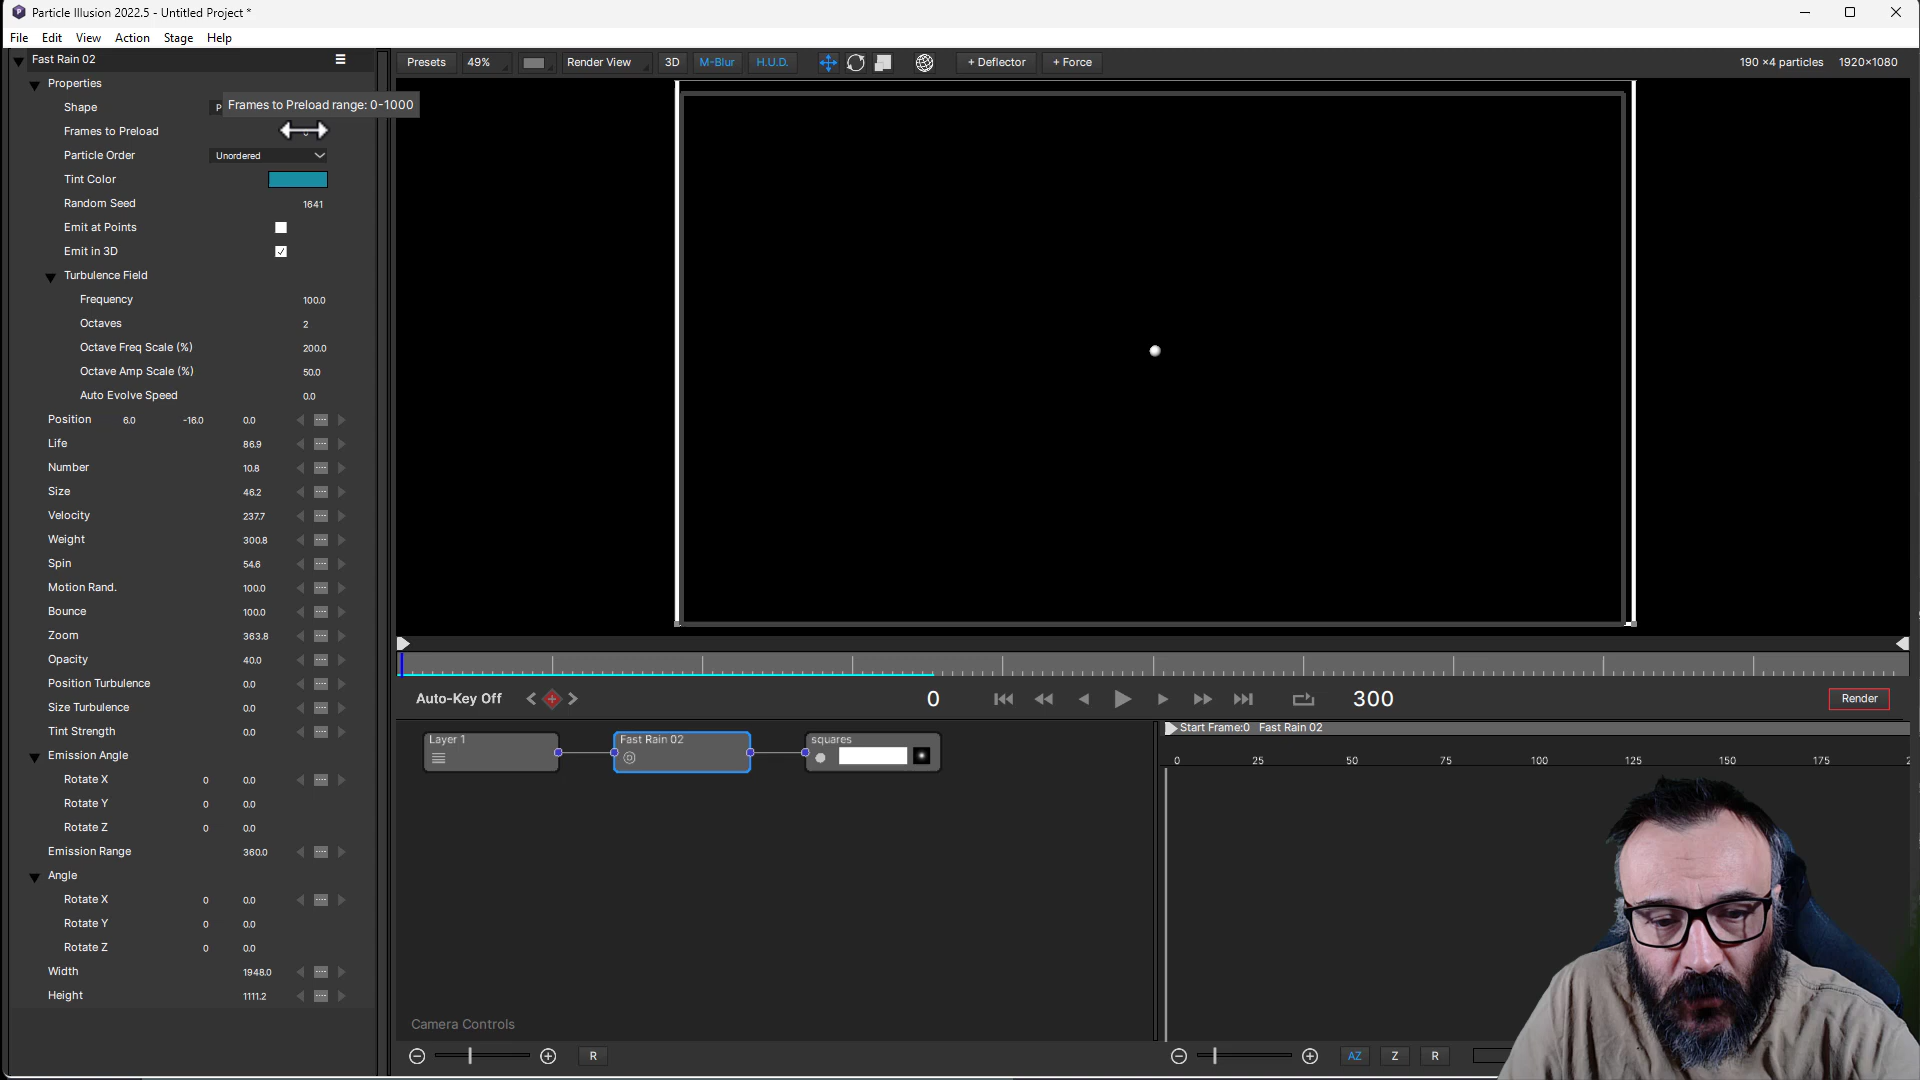 Particle Illusion 2022.5 - Untitled Project *
File Edit View Action Stage Help
Fast Rain 02
Presets 49% Render View 3D M-Blur H.U.D. + Deflector + Force 190 ×4 particles 1920×1080
Properties
Shape P
Frames to Preload range: 0-1000
Frames to Preload
Particle Order Unordered
Tint Color
Random Seed 1641
Emit at Points
Emit in 3D
Turbulence Field
Frequency 100.0
Octaves 2
Octave Freq Scale (%) 200.0
Octave Amp Scale (%) 50.0
Auto Evolve Speed 0.0
Position 6.0 -16.0 0.0
Life 86.9
Number 10.8
Size 46.2
Velocity 237.7
Weight 300.8
Spin 54.6
Motion Rand. 100.0
Bounce 100.0
Zoom 363.8
Opacity 40.0
Position Turbulence 0.0
Size Turbulence 0.0
Tint Strength 0.0
Emission Angle
Rotate X 0 0.0
Rotate Y 0 0.0
Rotate Z 0 0.0
Emission Range 360.0
Angle
Rotate X 0 0.0
Rotate Y 0 0.0
Rotate Z 0 0.0
Width 1948.0
Height 1111.2
Auto-Key Off 0 300 Render
Layer 1 Fast Rain 02 squares
Start Frame:0 Fast Rain 02
0 25 50 75 100 125 150 175 2
Camera Controls
R
AZ Z R